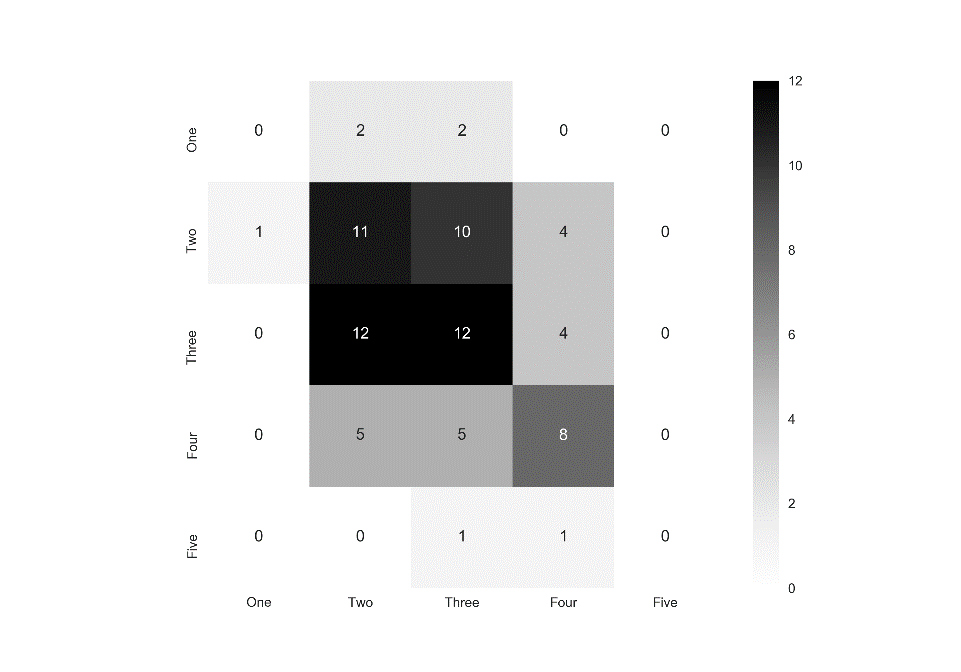 12
One 0 2 2 0 0
10
Two 1 11 10 4 0
8
Three 0 12 12 4 0
6
4
Four 0 5 5 8 0
2
Five 0 0 1 1 0
0
One Two Three Four Five